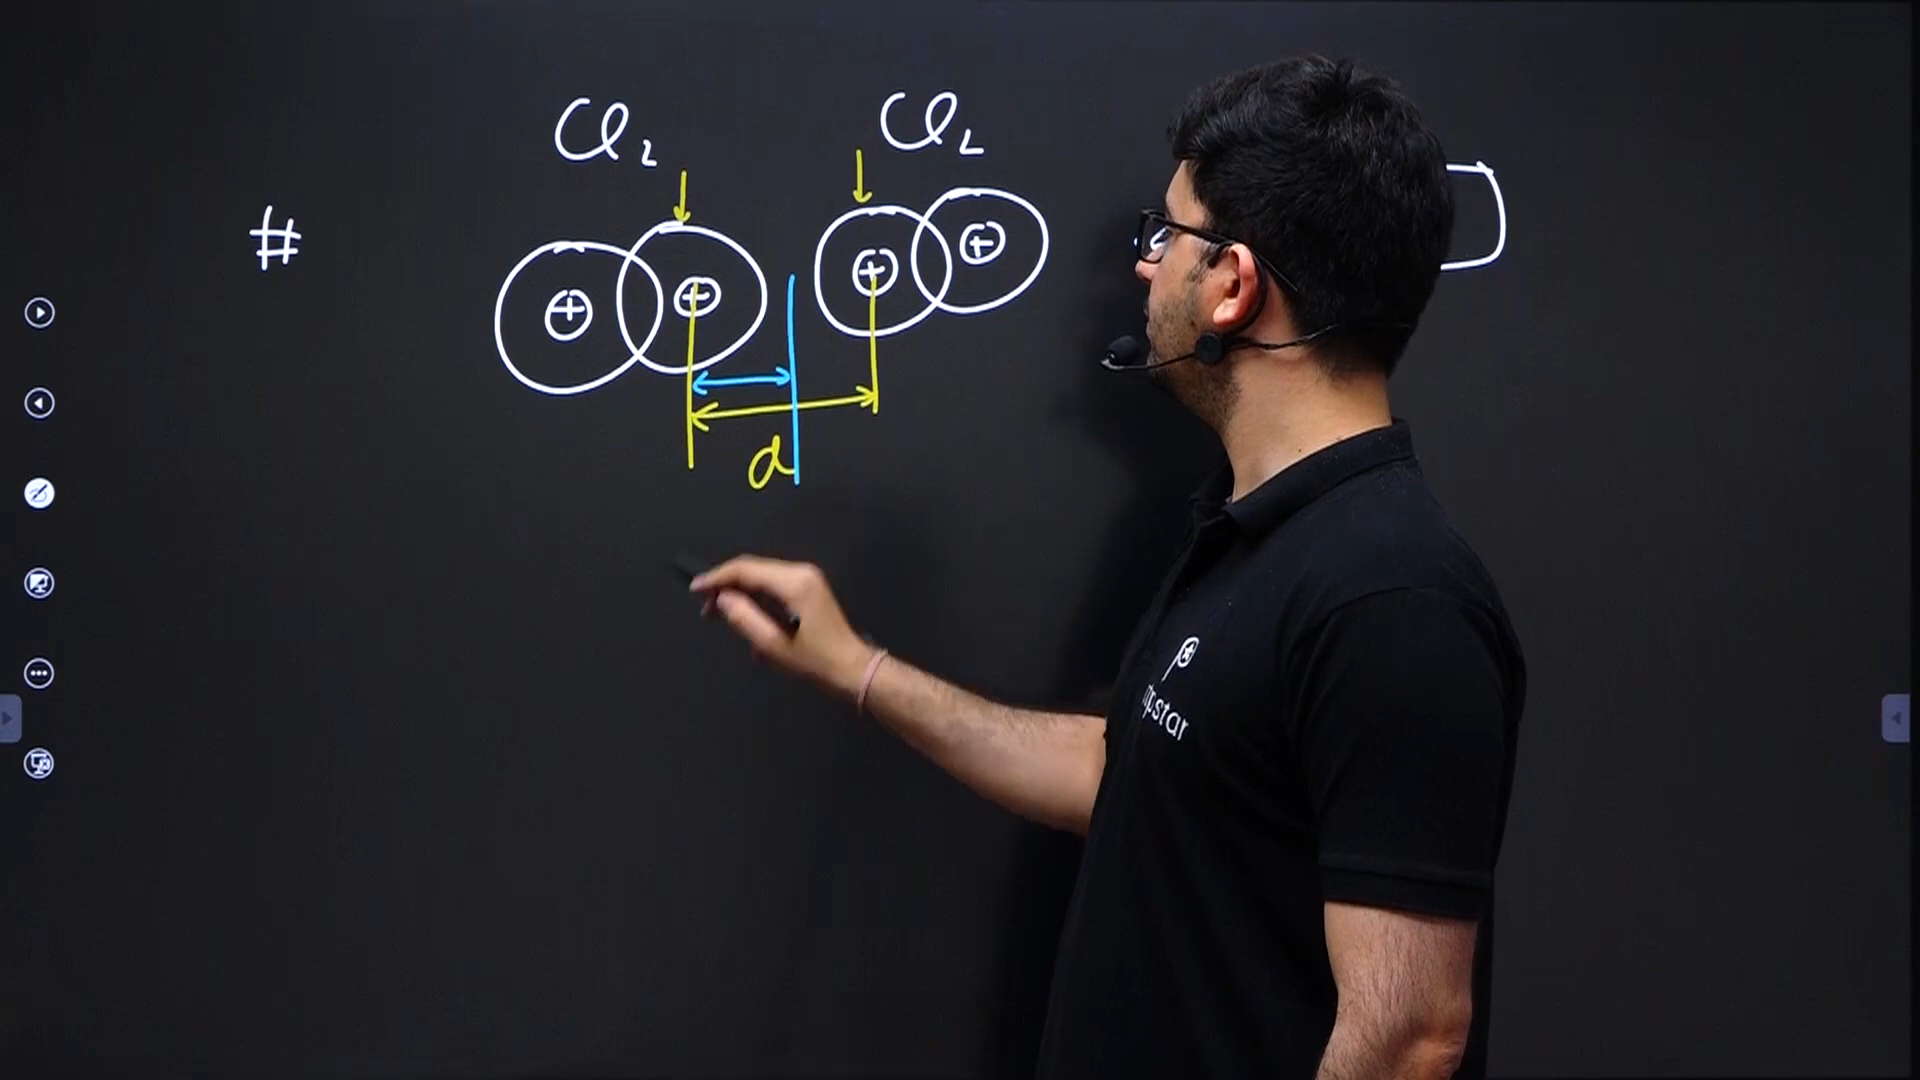 Cl₂ Cl₂
#
+ + + +
d